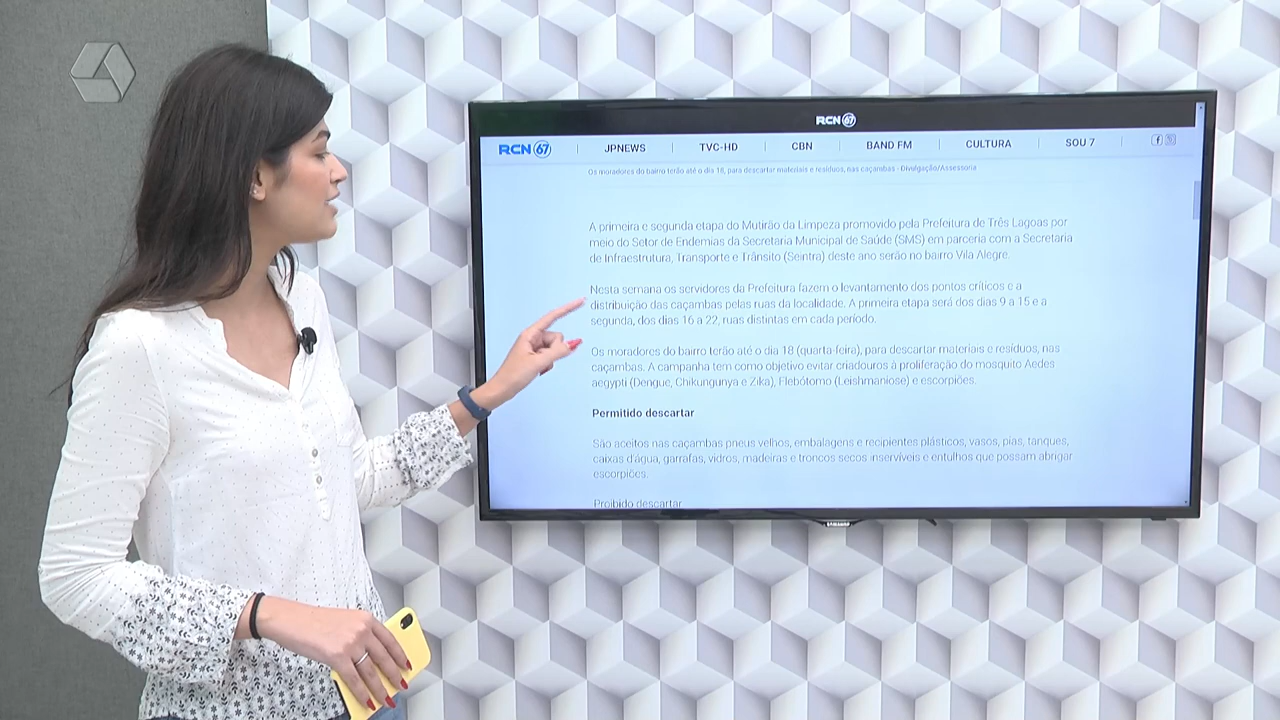 RCN 67
RCN 67 JPNEWS TVC-HD CBN BAND FM CULTURA SOU 7
Os moradores do bairro terão até o dia 18, para descartar materiais e resíduos, nas caçambas - Divulgação/Assessoria
A primeira e segunda etapa do Mutirão da Limpeza promovido pela Prefeitura de Três Lagoas por
meio do Setor de Endemias da Secretaria Municipal de Saúde (SMS) em parceria com a Secretaria
de Infraestrutura, Transporte e Trânsito (Seintra) deste ano serão no bairro Vila Alegre.
Nesta semana os servidores da Prefeitura fazem o levantamento dos pontos críticos e a
distribuição das caçambas pelas ruas da localidade. A primeira etapa será dos dias 9 a 15 e a
segunda, dos dias 16 a 22, ruas distintas em cada período.
Os moradores do bairro terão até o dia 18 (quarta-feira), para descartar materiais e resíduos, nas
caçambas. A campanha tem como objetivo evitar criadouros à proliferação do mosquito Aedes
aegypti (Dengue, Chikungunya e Zika), Flebótomo (Leishmaniose) e escorpiões.
Permitido descartar
São aceitos nas caçambas pneus velhos, embalagens e recipientes plásticos, vasos, pias, tanques,
caixas d'água, garrafas, vidros, madeiras e troncos secos inservíveis e entulhos que possam abrigar
escorpiões.
Proibido descartar
SAMSUNG